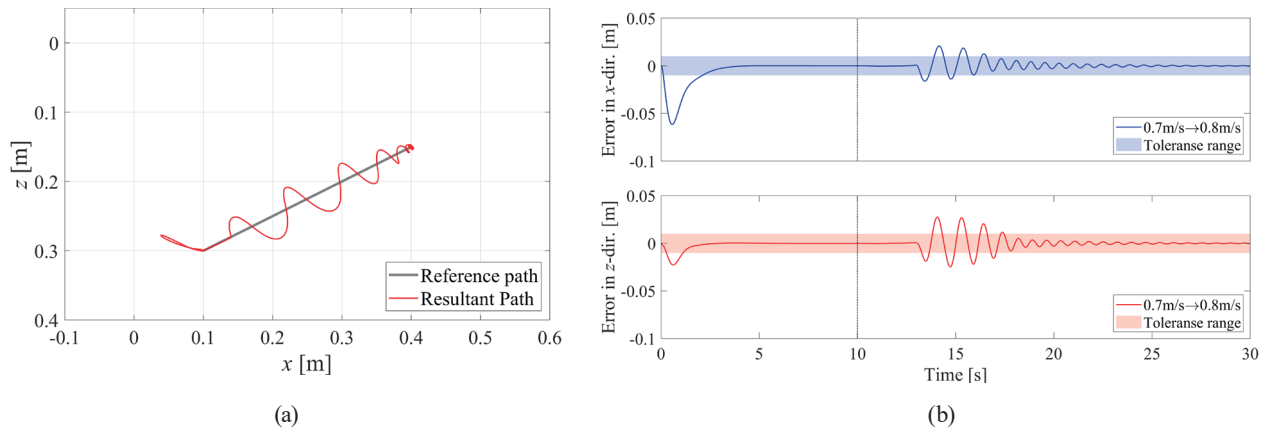 0
0.1
0.2
0.3
0.4
z [m]
-0.1 0 0.1 0.2 0.3 0.4 0.5 0.6
x [m]
Reference path
Resultant Path
(a)
0.05
0
-0.05
-0.1
Error in x-dir. [m]
0.7m/s→0.8m/s
Toleranse range
0.05
0
-0.05
-0.1
Error in z-dir. [m]
0.7m/s→0.8m/s
Toleranse range
0 5 10 15 20 25 30
Time [s]
(b)